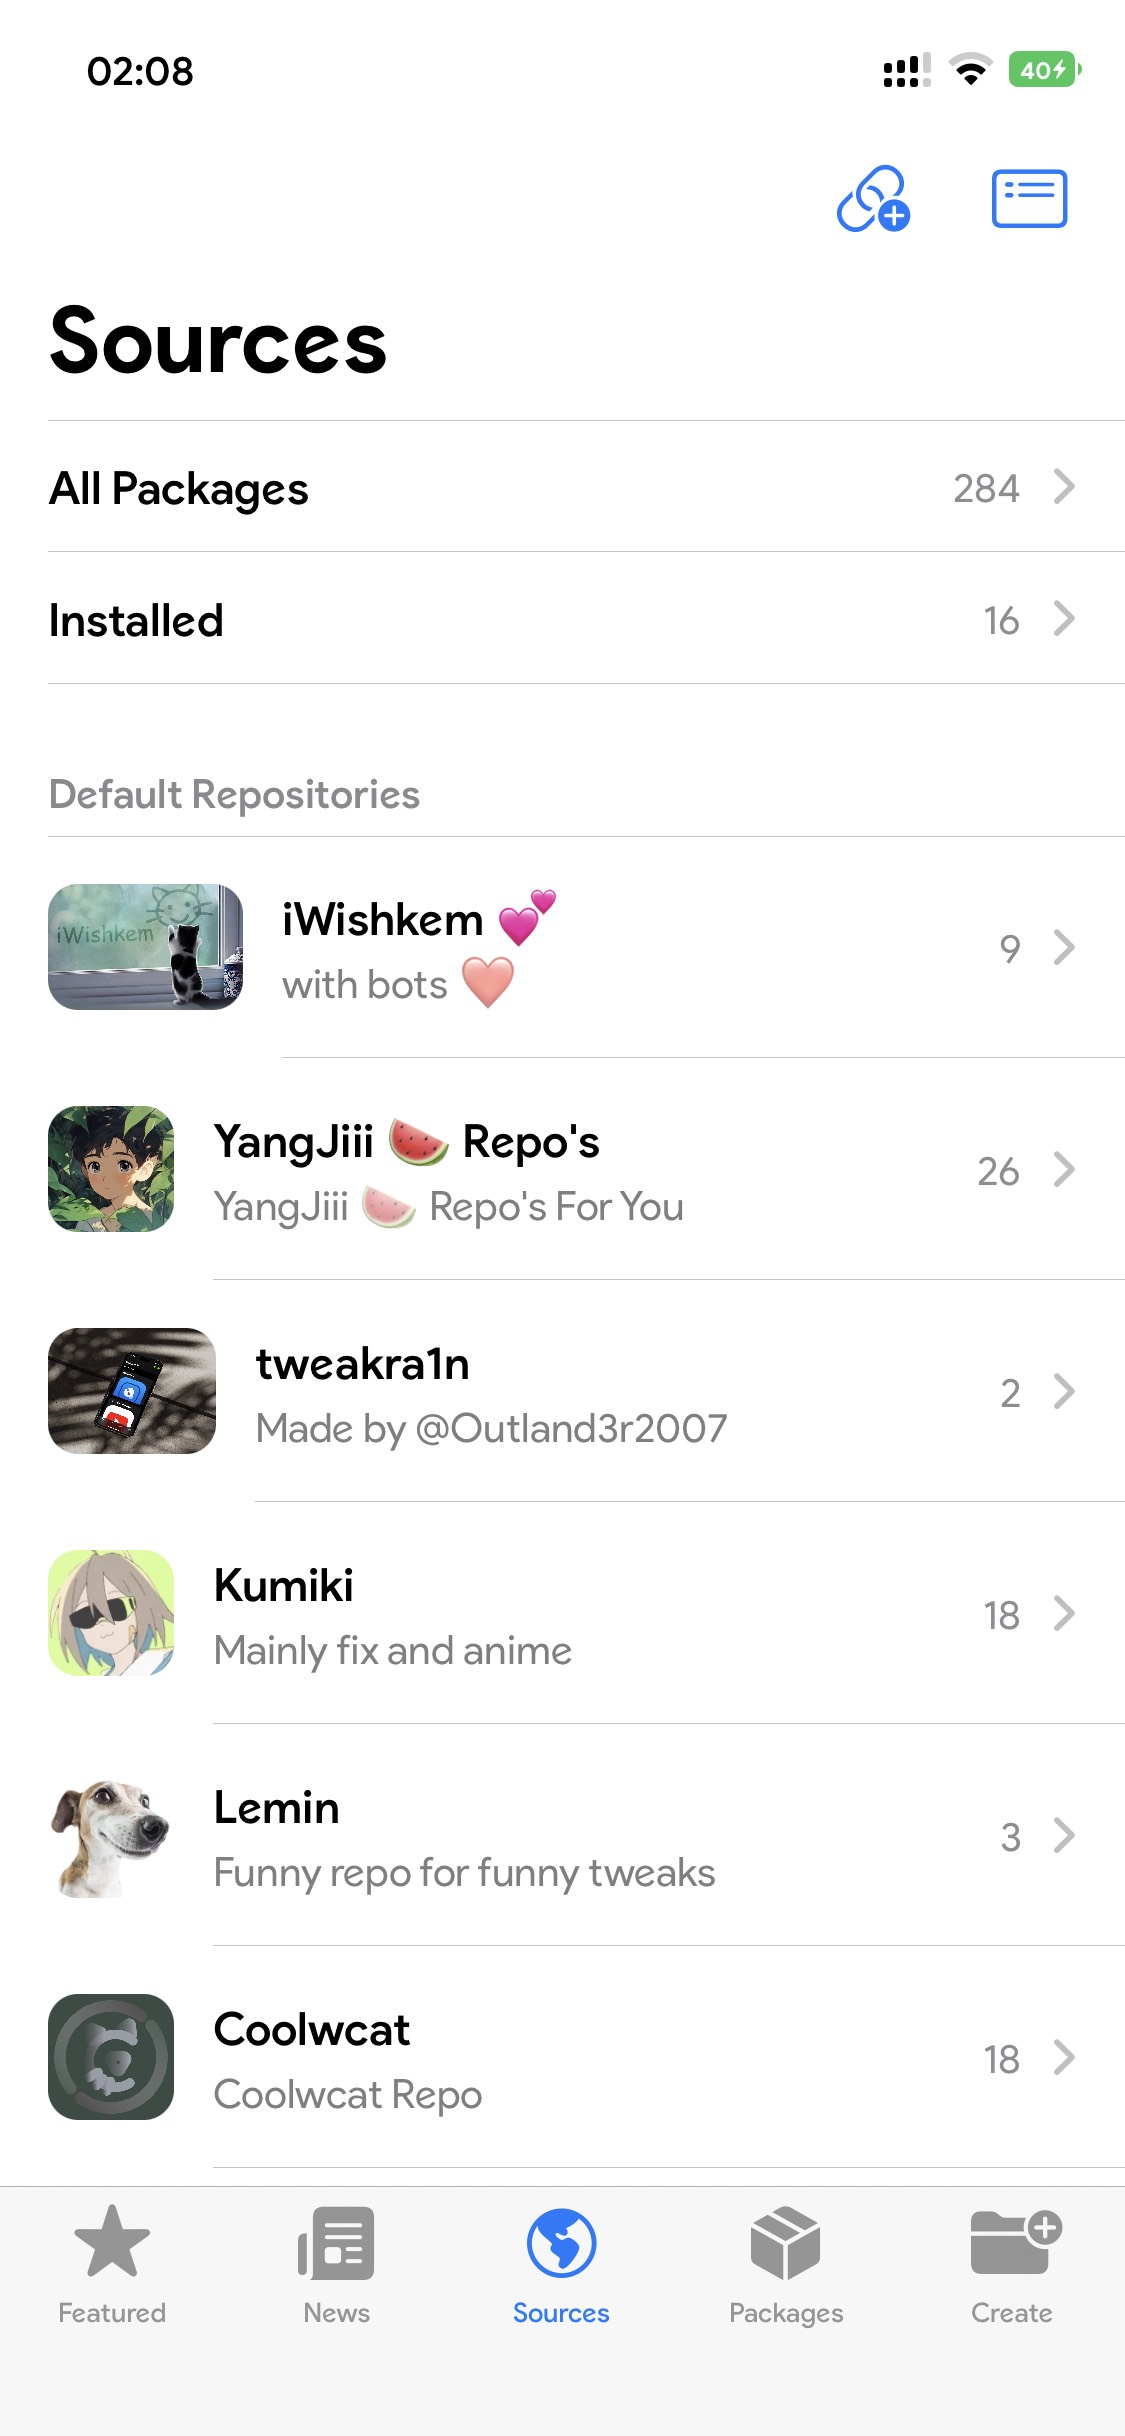 02:08
40
Sources
All Packages
284
Installed
16
Default Repositories
iWishkem
iWishkem 💕
with bots ❤️
9
YangJiii 🍉 Repo's
YangJiii 🍉 Repo's For You
26
tweakra1n
Made by @Outland3r2007
2
Kumiki
Mainly fix and anime
18
Lemin
Funny repo for funny tweaks
3
Coolwcat
Coolwcat Repo
18
Featured
News
Sources
Packages
Create